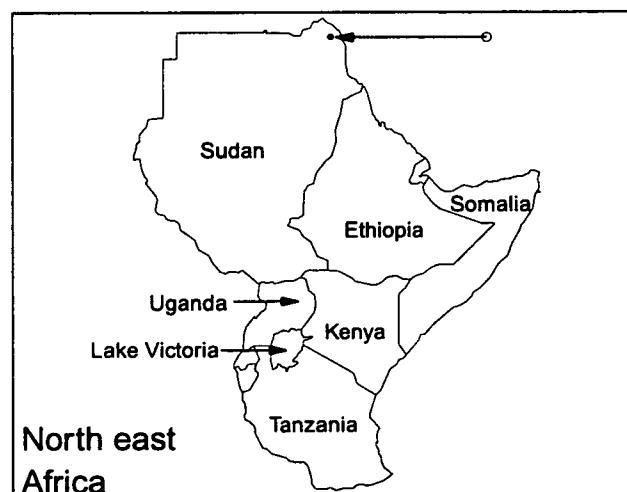 Sudan
Somalia
Ethiopia
Uganda
Kenya
Lake Victoria
Tanzania
North east
Africa